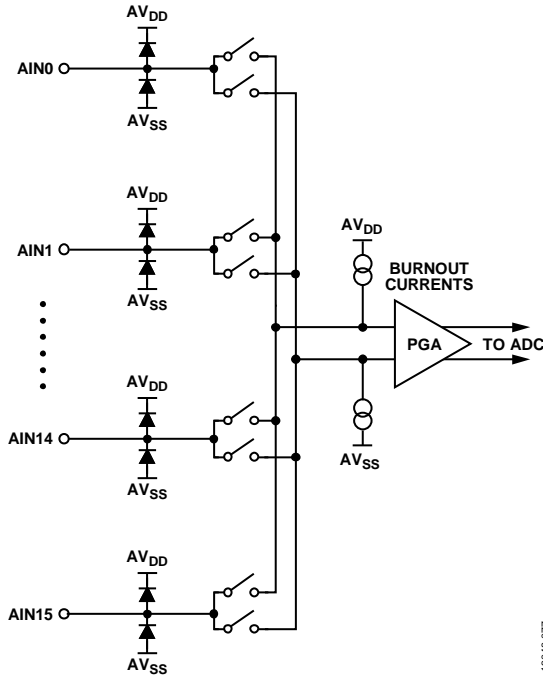 AVDD
AIN0
AVSS
AVDD
AIN1
AVSS
AVDD
BURNOUT
CURRENTS
PGA
TO ADC
AVDD
AIN14
AVSS
AVSS
AVDD
AIN15
AVSS